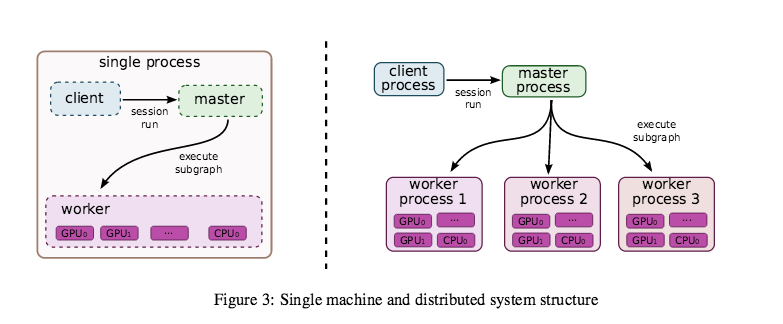 single process
client
master
session
run
execute
subgraph
worker
GPU₀ GPU₁ ... CPU₀
client
process
master
process
session
run
execute
subgraph
worker
process 1
GPU₀ ...
GPU₁ CPU₀
worker
process 2
GPU₀ ...
GPU₁ CPU₀
worker
process 3
GPU₀ ...
GPU₁ CPU₀
Figure 3: Single machine and distributed system structure